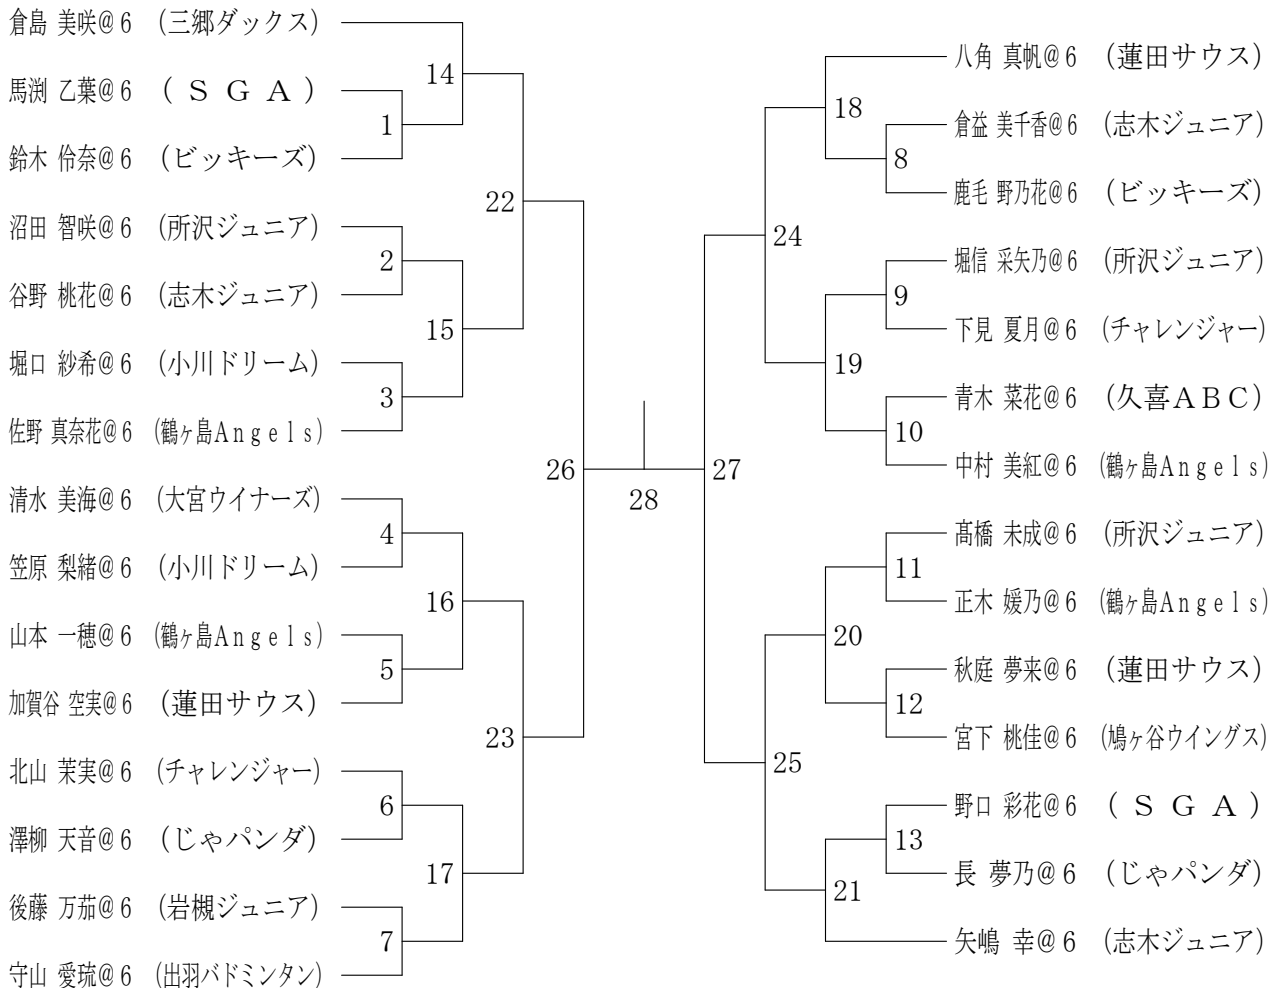 倉島 美咲@6 (三郷ダックス)
馬渕 乙葉@6 (SGA)
鈴木 伶奈@6 (ビッキーズ)
沼田 智咲@6 (所沢ジュニア)
谷野 桃花@6 (志木ジュニア)
堀口 紗希@6 (小川ドリーム)
佐野 真奈花@6 (鶴ヶ島Angels)
清水 美海@6 (大宮ウイナーズ)
笠原 梨緒@6 (小川ドリーム)
山本 一穂@6 (鶴ヶ島Angels)
加賀谷 空実@6 (蓮田サウス)
北山 茉実@6 (チャレンジャー)
澤柳 天音@6 (じゃパンダ)
後藤 万茄@6 (岩槻ジュニア)
守山 愛琉@6 (出羽バドミンタン)
1
2
3
4
5
6
7
14
15
16
17
22
23
26
28
27
24
25
18
19
20
21
8
9
10
11
12
13
八角 真帆@6 (蓮田サウス)
倉益 美千香@6 (志木ジュニア)
鹿毛 野乃花@6 (ビッキーズ)
堀信 采矢乃@6 (所沢ジュニア)
下見 夏月@6 (チャレンジャー)
青木 菜花@6 (久喜ABC)
中村 美紅@6 (鶴ヶ島Angels)
髙橋 未成@6 (所沢ジュニア)
正木 媛乃@6 (鶴ヶ島Angels)
秋庭 夢来@6 (蓮田サウス)
宮下 桃佳@6 (鳩ヶ谷ウイングス)
野口 彩花@6 (SGA)
長 夢乃@6 (じゃパンダ)
矢嶋 幸@6 (志木ジュニア)